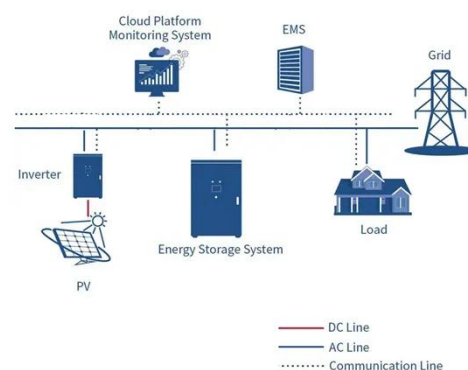 Cloud Platform
Monitoring System
EMS
Grid
Inverter
Energy Storage System
Load
PV
DC Line
AC Line
Communication Line